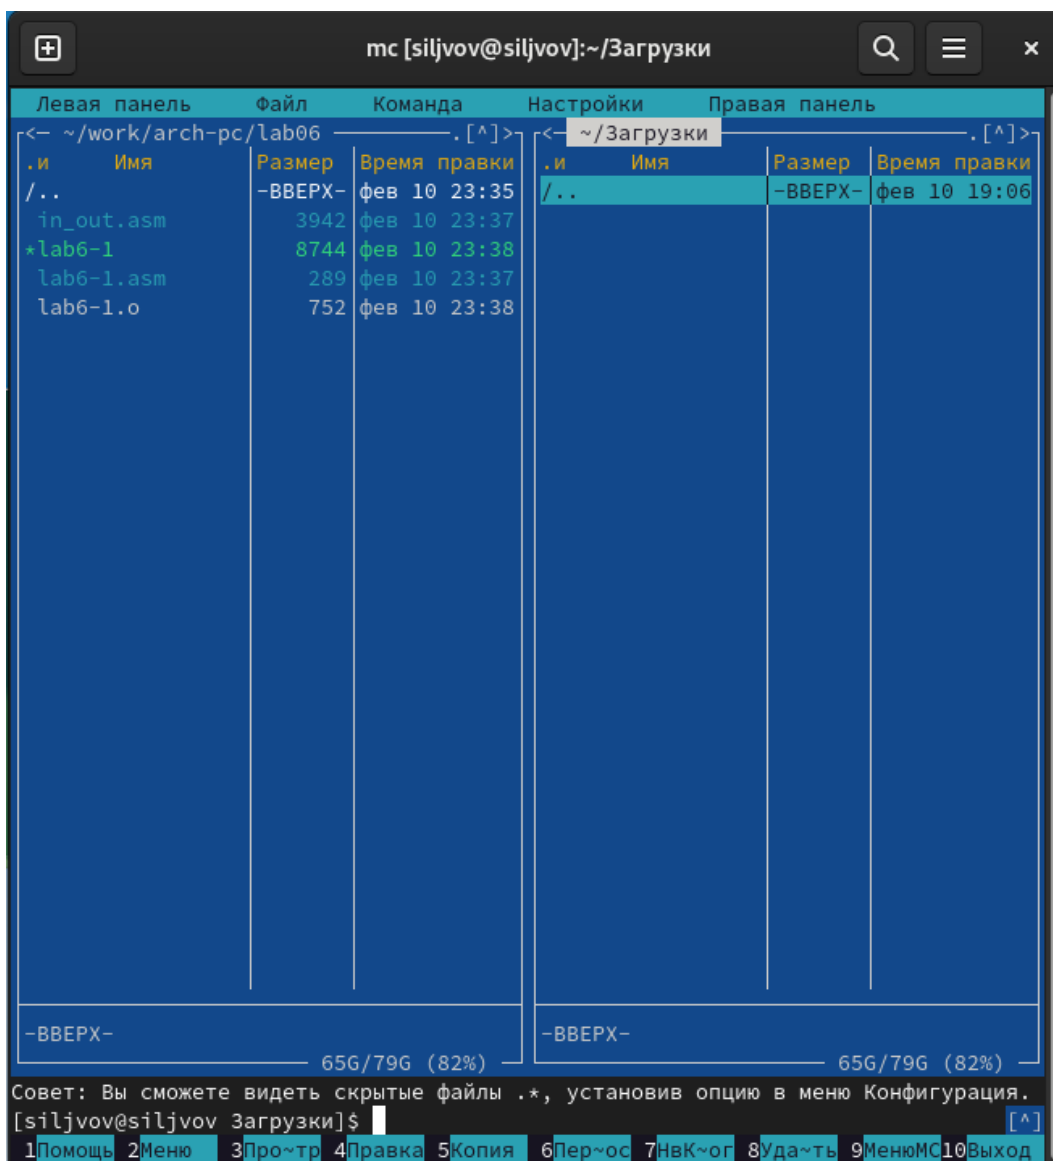 mc [siljvov@siljvov]:~/Загрузки
Левая панель Файл Команда Настройки Правая панель
<— ~/work/arch-pc/lab06 .[^]> <— ~/Загрузки .[^]>
.и Имя Размер Время правки .и Имя Размер Время правки
/.. -ВВЕРХ- фев 10 23:35 /.. -ВВЕРХ- фев 10 19:06
in_out.asm 3942 фев 10 23:37
*lab6-1 8744 фев 10 23:38
lab6-1.asm 289 фев 10 23:37
lab6-1.o 752 фев 10 23:38
-ВВЕРХ- -ВВЕРХ-
65G/79G (82%) 65G/79G (82%)
Совет: Вы сможете видеть скрытые файлы .*, установив опцию в меню Конфигурация.
[siljvov@siljvov Загрузки]$ [^]
1Помощь 2Меню 3Про~тр 4Правка 5Копия 6Пер~ос 7НвК~ог 8Уда~ть 9МенюMC 10Выход